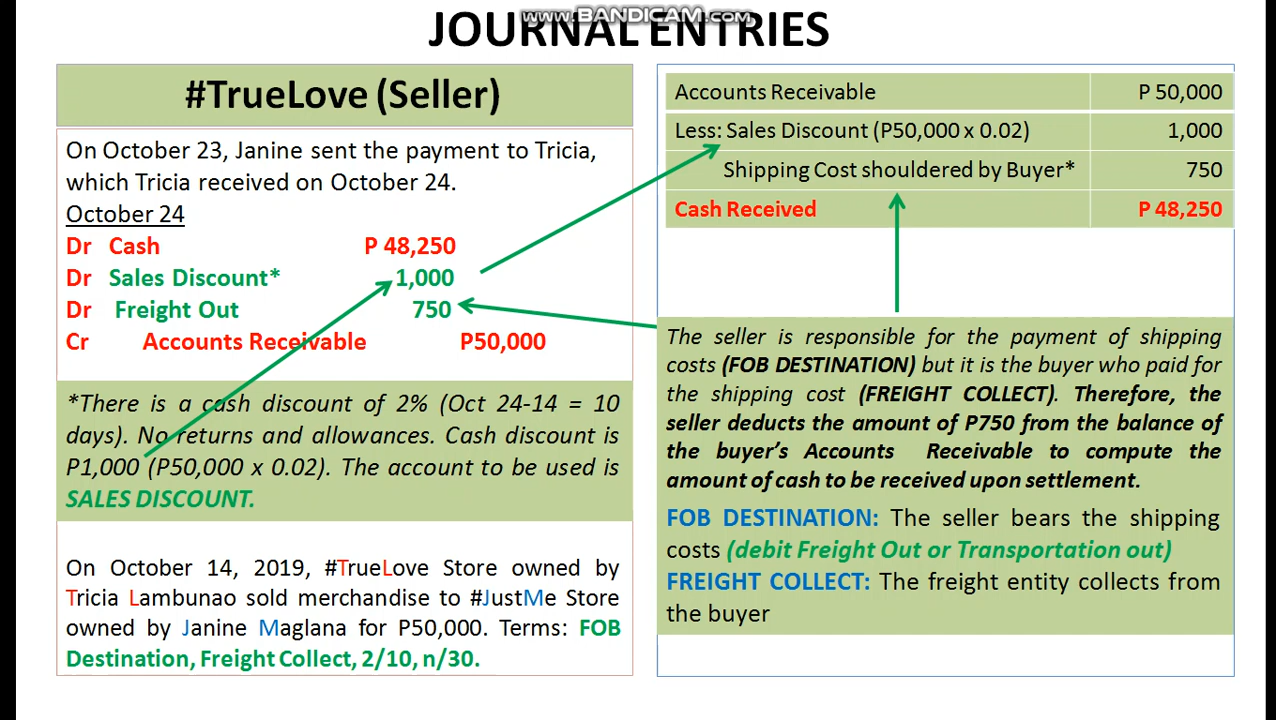 www.BANDICAM.com
JOURNAL ENTRIES
#TrueLove (Seller)
On October 23, Janine sent the payment to Tricia,
which Tricia received on October 24.
October 24
Dr Cash P 48,250
Dr Sales Discount* 1,000
Dr Freight Out 750
Cr Accounts Receivable P50,000
*There is a cash discount of 2% (Oct 24-14 = 10
days). No returns and allowances. Cash discount is
P1,000 (P50,000 x 0.02). The account to be used is
SALES DISCOUNT.
On October 14, 2019, #TrueLove Store owned by
Tricia Lambunao sold merchandise to #JustMe Store
owned by Janine Maglana for P50,000. Terms: FOB
Destination, Freight Collect, 2/10, n/30.
Accounts Receivable P 50,000
Less: Sales Discount (P50,000 x 0.02) 1,000
Shipping Cost shouldered by Buyer* 750
Cash Received P 48,250
The seller is responsible for the payment of shipping
costs (FOB DESTINATION) but it is the buyer who paid for
the shipping cost (FREIGHT COLLECT). Therefore, the
seller deducts the amount of P750 from the balance of
the buyer's Accounts Receivable to compute the
amount of cash to be received upon settlement.
FOB DESTINATION: The seller bears the shipping
costs (debit Freight Out or Transportation out)
FREIGHT COLLECT: The freight entity collects from
the buyer